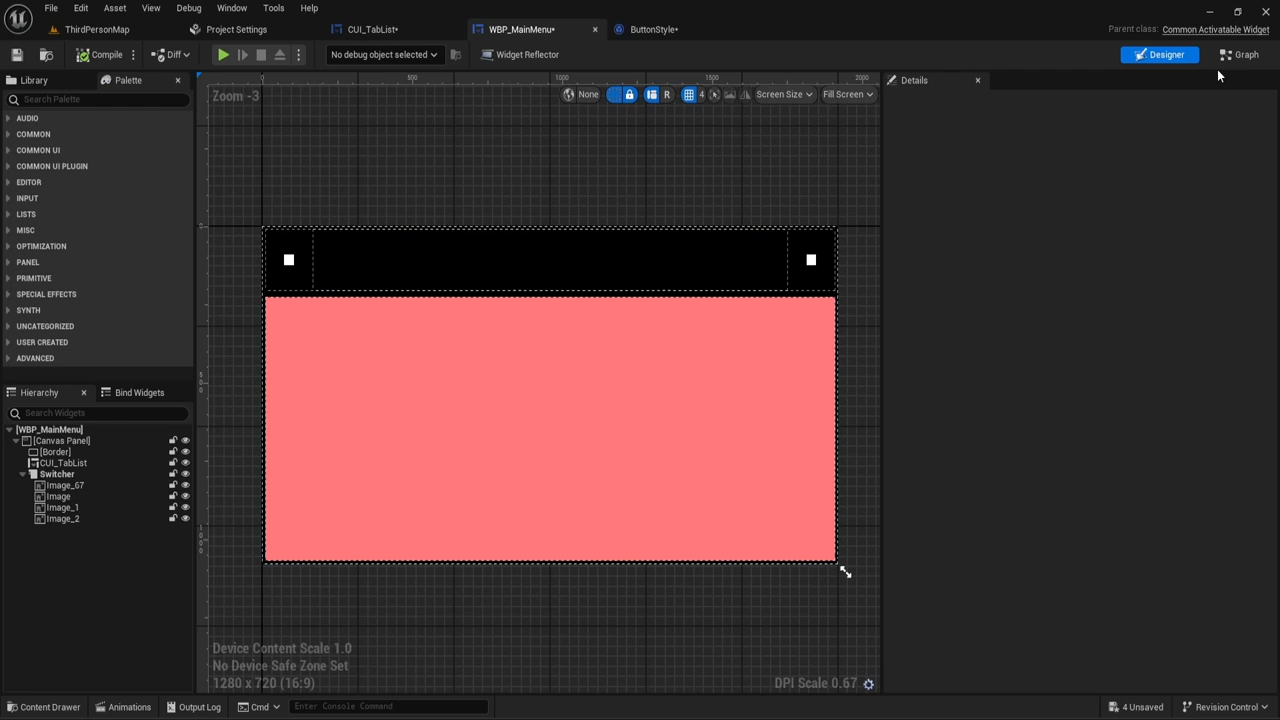 File Edit Asset View Debug Window Tools Help
ThirdPersonMap Project Settings CUI_TabList* WBP_MainMenu* ButtonStyle* Parent class: Common Activatable Widget
Compile Diff No debug object selected Widget Reflector Designer Graph
Library Palette Details
Search Palette
AUDIO
COMMON
COMMON UI
COMMON UI PLUGIN
EDITOR
INPUT
LISTS
MISC
OPTIMIZATION
PANEL
PRIMITIVE
SPECIAL EFFECTS
SYNTH
UNCATEGORIZED
USER CREATED
ADVANCED
Hierarchy Bind Widgets
Search Widgets
[WBP_MainMenu]
[Canvas Panel]
[Border]
CUI_TabList
Switcher
Image_67
Image
Image_1
Image_2
0 500 1000 1500 2000
Zoom -3 None R 4 Screen Size Fill Screen
0
500
1000
Device Content Scale 1.0
No Device Safe Zone Set
1280 x 720 (16:9) DPI Scale 0.67
Content Drawer Animations Output Log Cmd Enter Console Command 4 Unsaved Revision Control